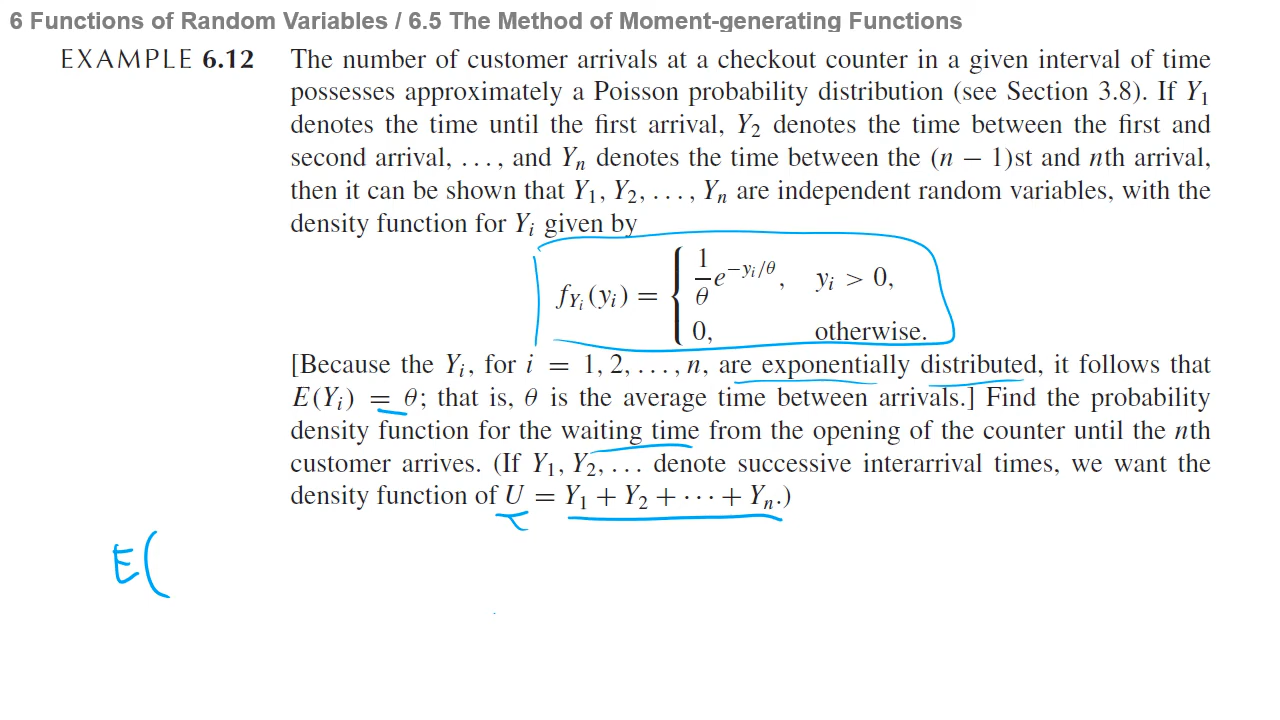 6 Functions of Random Variables / 6.5 The Method of Moment-generating Functions
EXAMPLE 6.12 The number of customer arrivals at a checkout counter in a given interval of time
possesses approximately a Poisson probability distribution (see Section 3.8). If Y₁
denotes the time until the first arrival, Y₂ denotes the time between the first and
second arrival, . . . , and Yₙ denotes the time between the (n − 1)st and nth arrival,
then it can be shown that Y₁, Y₂, . . . , Yₙ are independent random variables, with the
density function for Yᵢ given by
f_{Yᵢ}(yᵢ) = { (1/θ) e^{−yᵢ/θ}, yᵢ > 0,
0, otherwise.
[Because the Yᵢ, for i = 1, 2, . . . , n, are exponentially distributed, it follows that
E(Yᵢ) = θ; that is, θ is the average time between arrivals.] Find the probability
density function for the waiting time from the opening of the counter until the nth
customer arrives. (If Y₁, Y₂, . . . denote successive interarrival times, we want the
density function of U = Y₁ + Y₂ + · · · + Yₙ.)
E(